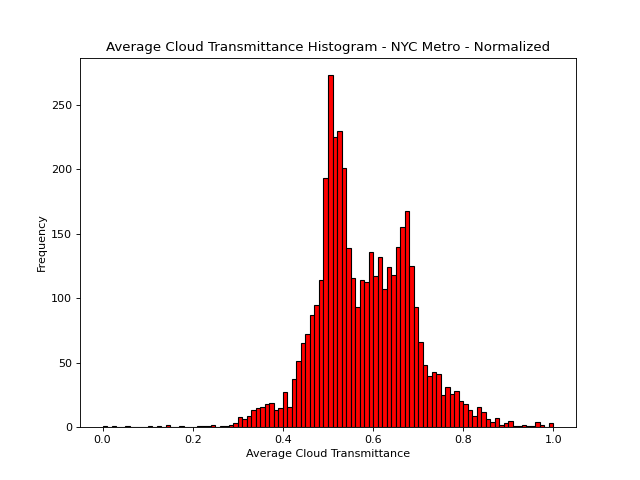 Average Cloud Transmittance Histogram - NYC Metro - Normalized
250
200
150
100
50
0
Frequency
0.0 0.2 0.4 0.6 0.8 1.0
Average Cloud Transmittance